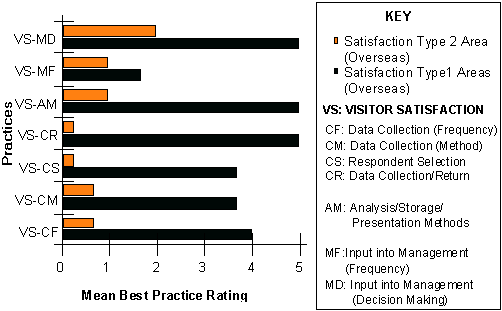 Practices
VS-MD
VS-MF
VS-AM
VS-CR
VS-CS
VS-CM
VS-CF
0 1 2 3 4 5
Mean Best Practice Rating
KEY
Satisfaction Type 2 Area
(Overseas)
Satisfaction Type1 Areas
(Overseas)
VS: VISITOR SATISFACTION
CF: Data Collection (Frequency)
CM: Data Collection (Method)
CS: Respondent Selection
CR: Data Collection/Return
AM: Analysis/Storage/
Presentation Methods
MF:Input into Management
(Frequency)
MD: Input into Management
(Decision Making)